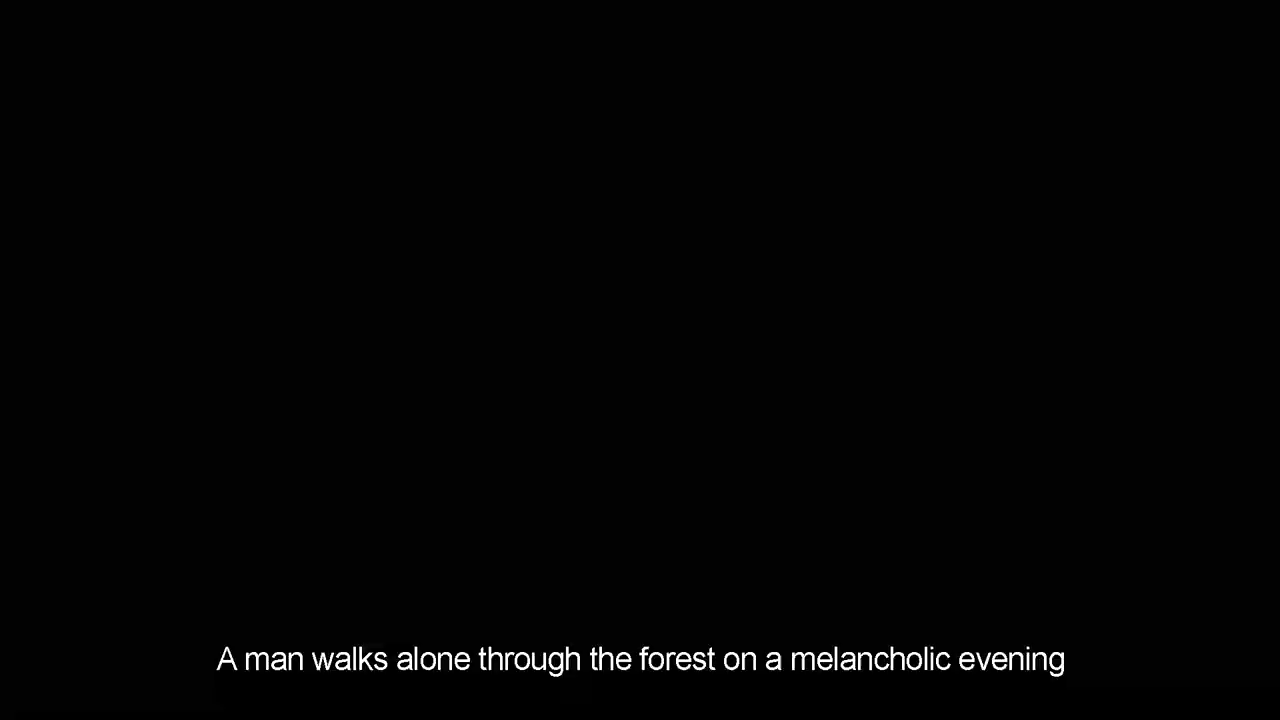 A man walks alone through the forest on a melancholic evening